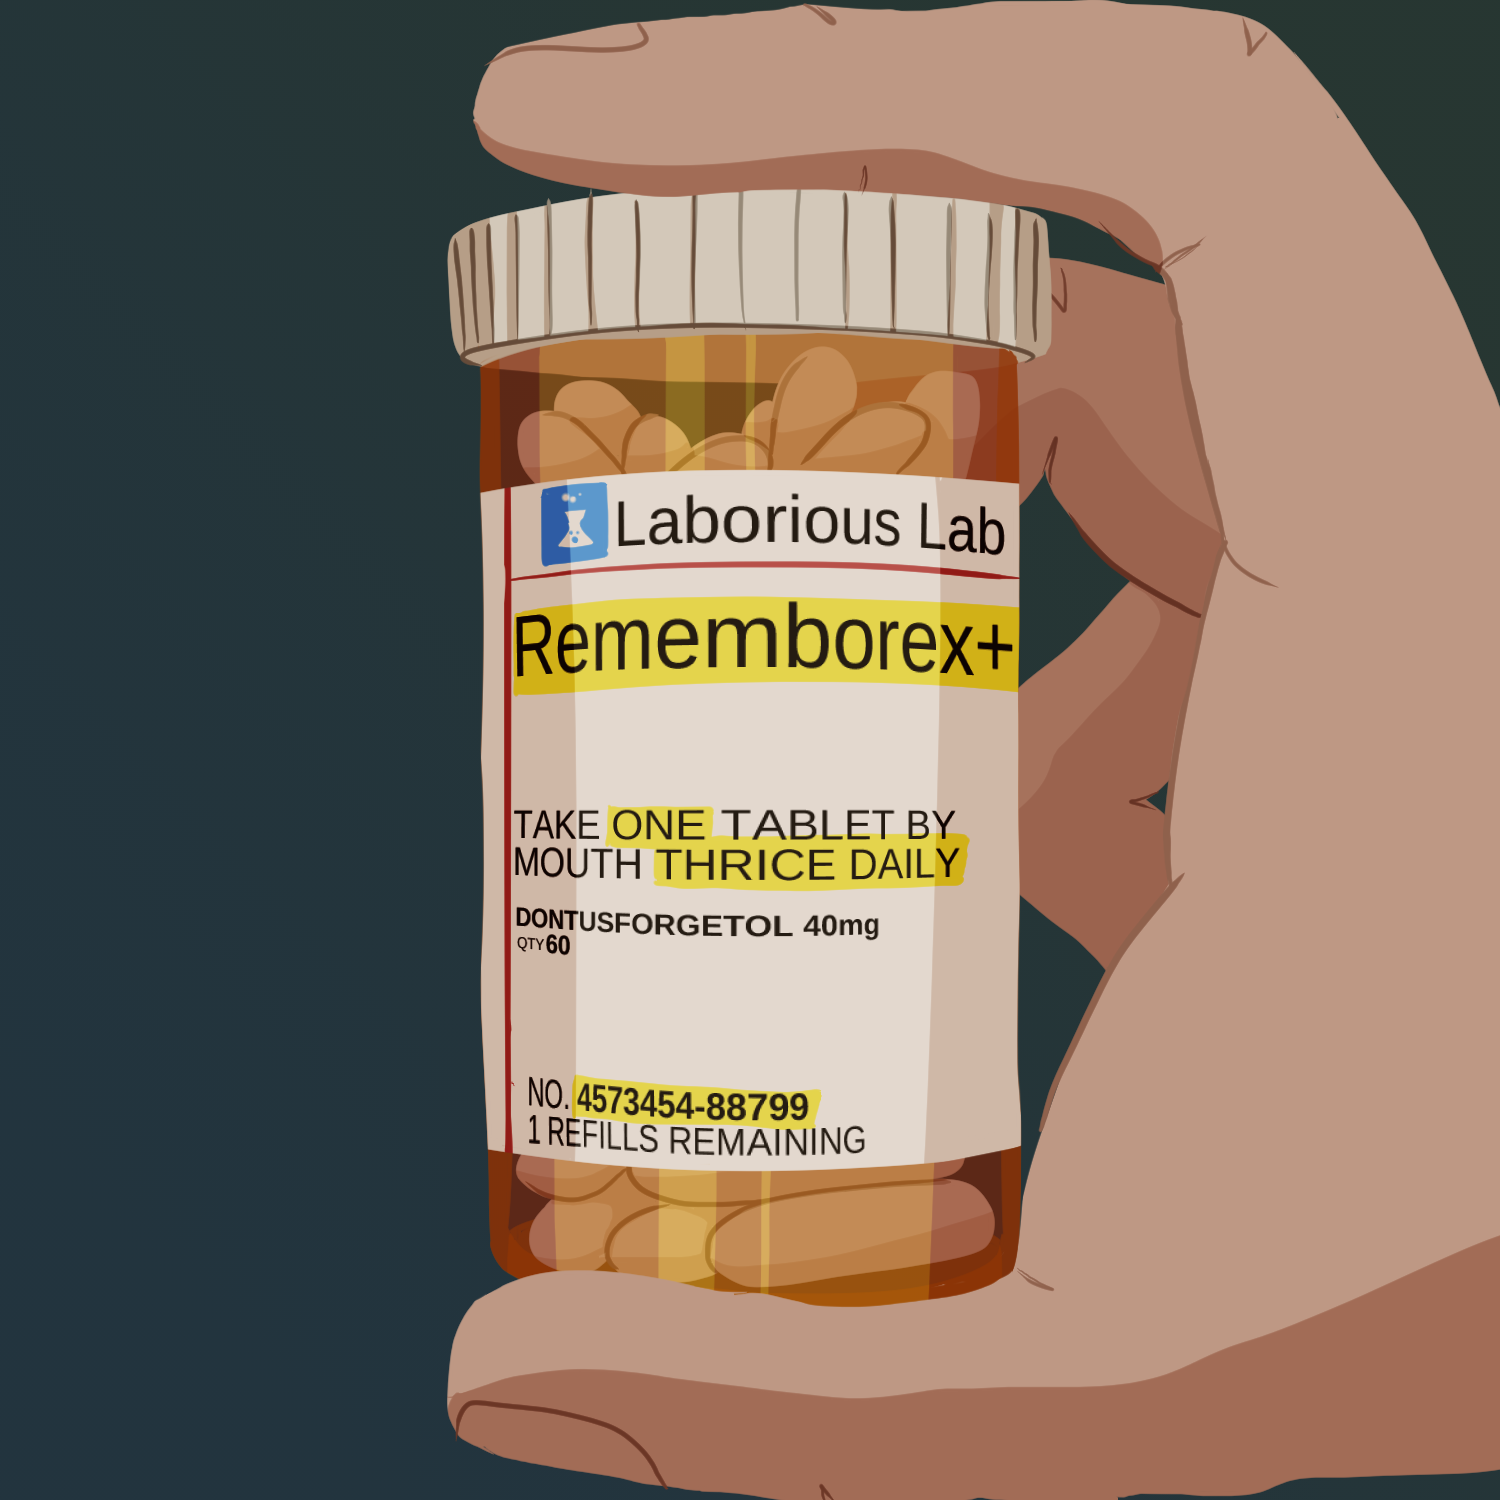 Laborious Lab
Rememborex+
TAKE ONE TABLET BY
MOUTH THRICE DAILY
DONTUSFORGETOL 40mg
QTY 60
NO. 4573454-88799
1 REFILLS REMAINING